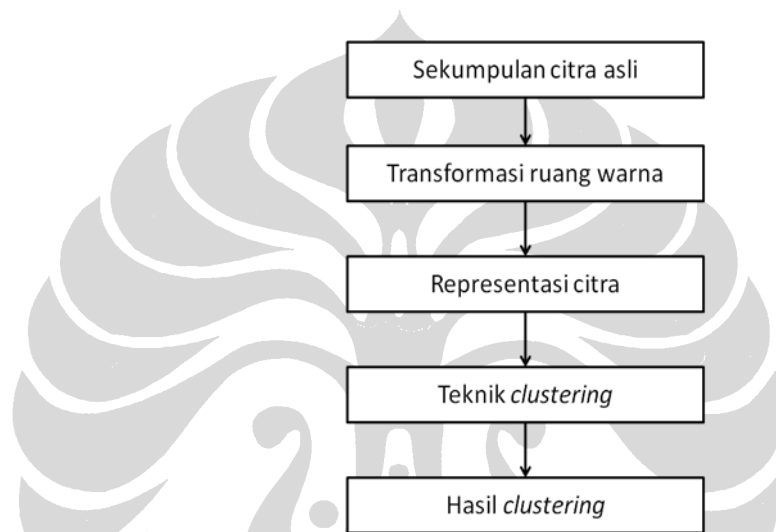 Sekumpulan citra asli
Transformasi ruang warna
Representasi citra
Teknik clustering
Hasil clustering